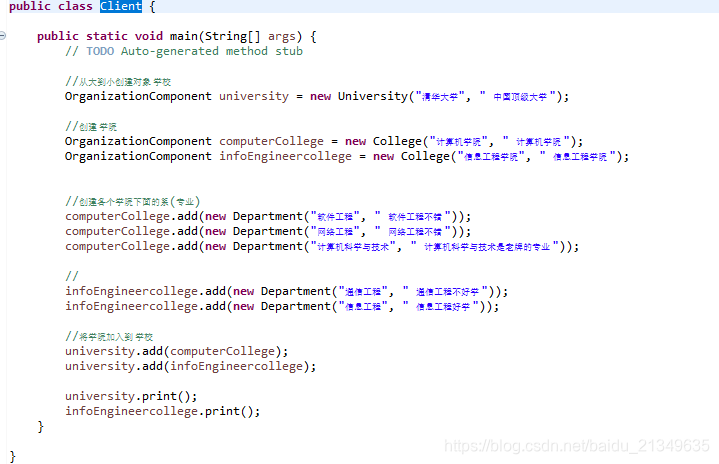 public class Client {
public static void main(String[] args) {
// TODO Auto-generated method stub
//从大到小创建对象 学校
OrganizationComponent university = new University("清华大学", " 中国顶级大学 ");
//创建 学院
OrganizationComponent computerCollege = new College("计算机学院", " 计算机学院 ");
OrganizationComponent infoEngineercollege = new College("信息工程学院", " 信息工程学院 ");
//创建各个学院下面的系(专业)
computerCollege.add(new Department("软件工程", " 软件工程不错 "));
computerCollege.add(new Department("网络工程", " 网络工程不错 "));
computerCollege.add(new Department("计算机科学与技术", " 计算机科学与技术是老牌的专业 "));
//
infoEngineercollege.add(new Department("通信工程", " 通信工程不好学 "));
infoEngineercollege.add(new Department("信息工程", " 信息工程好学 "));
//将学院加入到 学校
university.add(computerCollege);
university.add(infoEngineercollege);
university.print();
infoEngineercollege.print();
}
}
https://blog.csdn.net/baidu_21349635